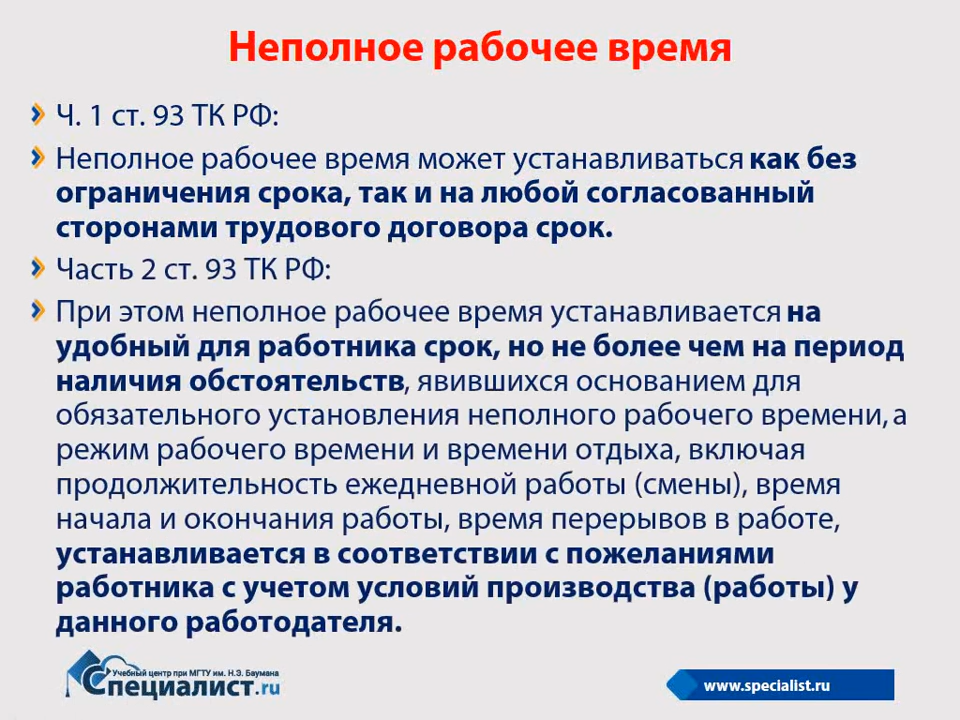 Неполное рабочее время
Ч. 1 ст. 93 ТК РФ:
Неполное рабочее время может устанавливаться как без
ограничения срока, так и на любой согласованный
сторонами трудового договора срок.
Часть 2 ст. 93 ТК РФ:
При этом неполное рабочее время устанавливается на
удобный для работника срок, но не более чем на период
наличия обстоятельств, явившихся основанием для
обязательного установления неполного рабочего времени, а
режим рабочего времени и времени отдыха, включая
продолжительность ежедневной работы (смены), время
начала и окончания работы, время перерывов в работе,
устанавливается в соответствии с пожеланиями
работника с учетом условий производства (работы) у
данного работодателя.
Учебный центр при МГТУ им. Н.Э. Баумана
Специалист.ru
www.specialist.ru